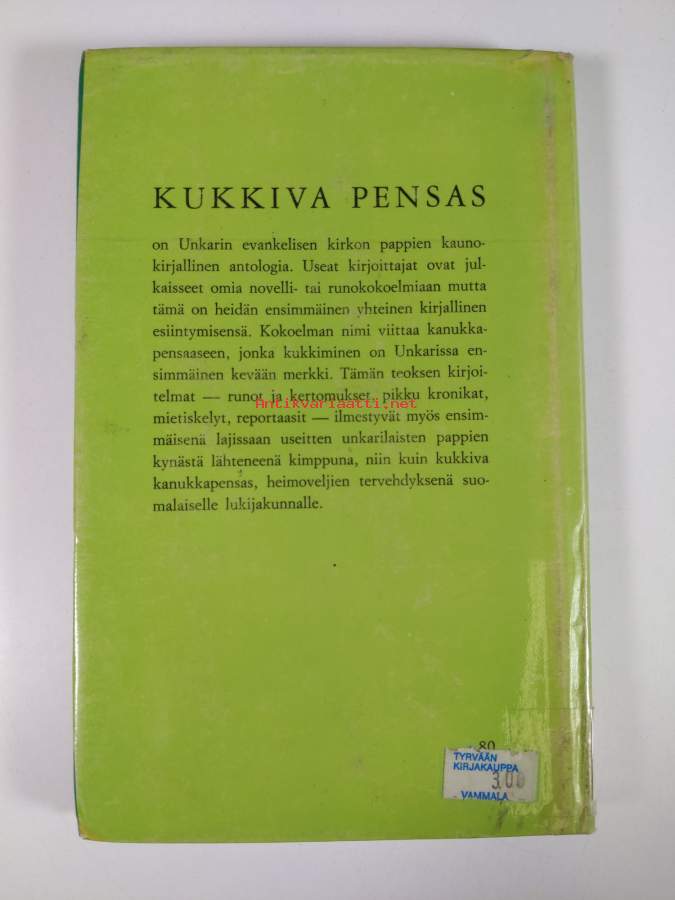 KUKKIVA PENSAS
on Unkarin evankelisen kirkon pappien kauno-
kirjallinen antologia. Useat kirjoittajat ovat jul-
kaisseet omia novelli- tai runokokoelmiaan mutta
tämä on heidän ensimmäinen yhteinen kirjallinen
esiintymisensä. Kokoelman nimi viittaa kanukka-
pensaaseen, jonka kukkiminen on Unkarissa en-
simmäinen kevään merkki. Tämän teoksen kirjoi-
telmat — runot ja kertomukset, pikku kronikat,
Antikvariaatti.net
mietiskelyt, reportaasit — ilmestyvät myös ensim-
mäisenä lajissaan useitten unkarilaisten pappien
kynästä lähteneenä kimppuna, niin kuin kukkiva
kanukkapensas, heimoveljien tervehdyksenä suo-
malaiselle lukijakunnalle.
80
TYRVÄÄN
KIRJAKAUPPA
3.00
VAMMALA